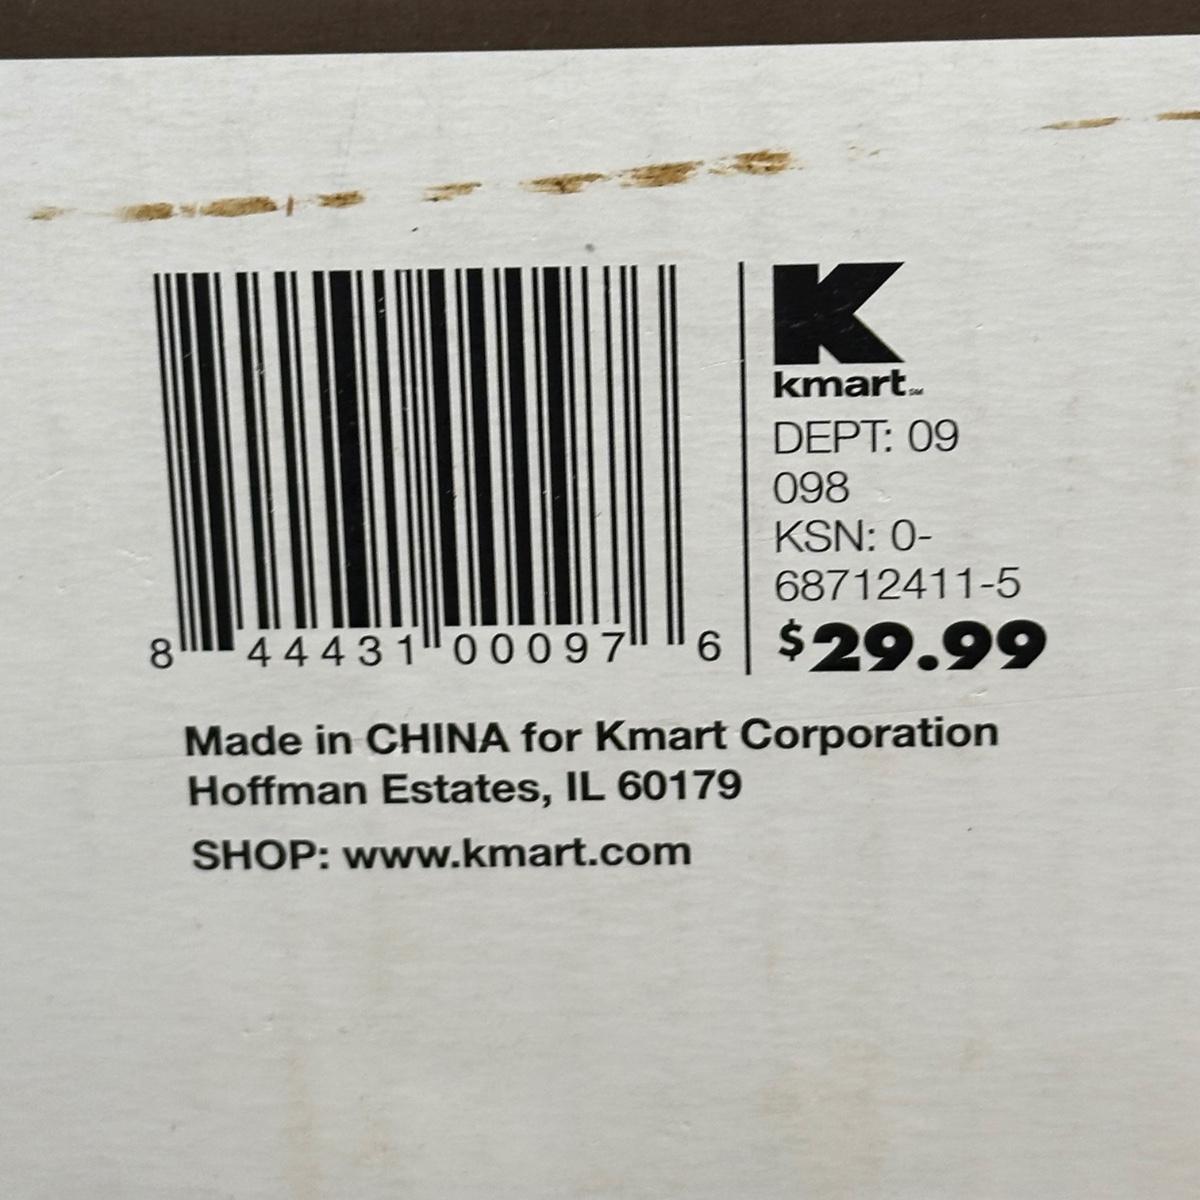 8 44431 00097 6
K
kmart℠
DEPT: 09
098
KSN: 0-
68712411-5
$29.99
Made in CHINA for Kmart Corporation
Hoffman Estates, IL 60179
SHOP: www.kmart.com